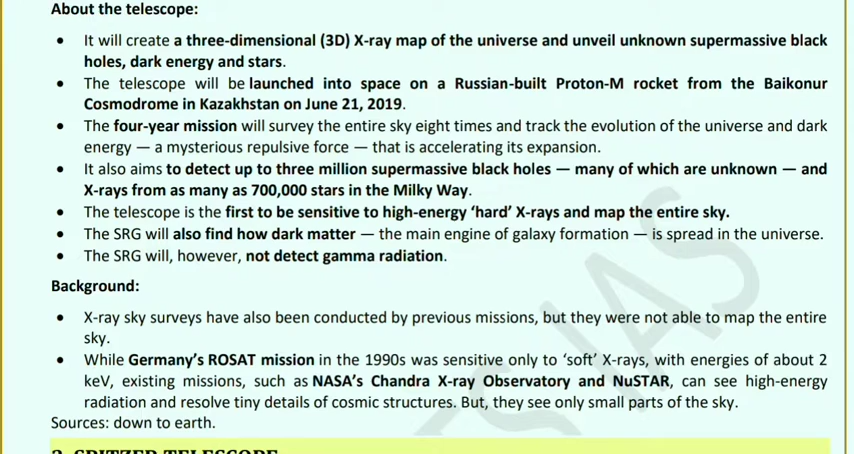 About the telescope:
• It will create a three-dimensional (3D) X-ray map of the universe and unveil unknown supermassive black
holes, dark energy and stars.
• The telescope will be launched into space on a Russian-built Proton-M rocket from the Baikonur
Cosmodrome in Kazakhstan on June 21, 2019.
• The four-year mission will survey the entire sky eight times and track the evolution of the universe and dark
energy — a mysterious repulsive force — that is accelerating its expansion.
• It also aims to detect up to three million supermassive black holes — many of which are unknown — and
X-rays from as many as 700,000 stars in the Milky Way.
• The telescope is the first to be sensitive to high-energy ‘hard’ X-rays and map the entire sky.
• The SRG will also find how dark matter — the main engine of galaxy formation — is spread in the universe.
• The SRG will, however, not detect gamma radiation.
Background:
• X-ray sky surveys have also been conducted by previous missions, but they were not able to map the entire
sky.
• While Germany’s ROSAT mission in the 1990s was sensitive only to ‘soft’ X-rays, with energies of about 2
keV, existing missions, such as NASA’s Chandra X-ray Observatory and NuSTAR, can see high-energy
radiation and resolve tiny details of cosmic structures. But, they see only small parts of the sky.
Sources: down to earth.
SPITZER TELESCOPE
IAS